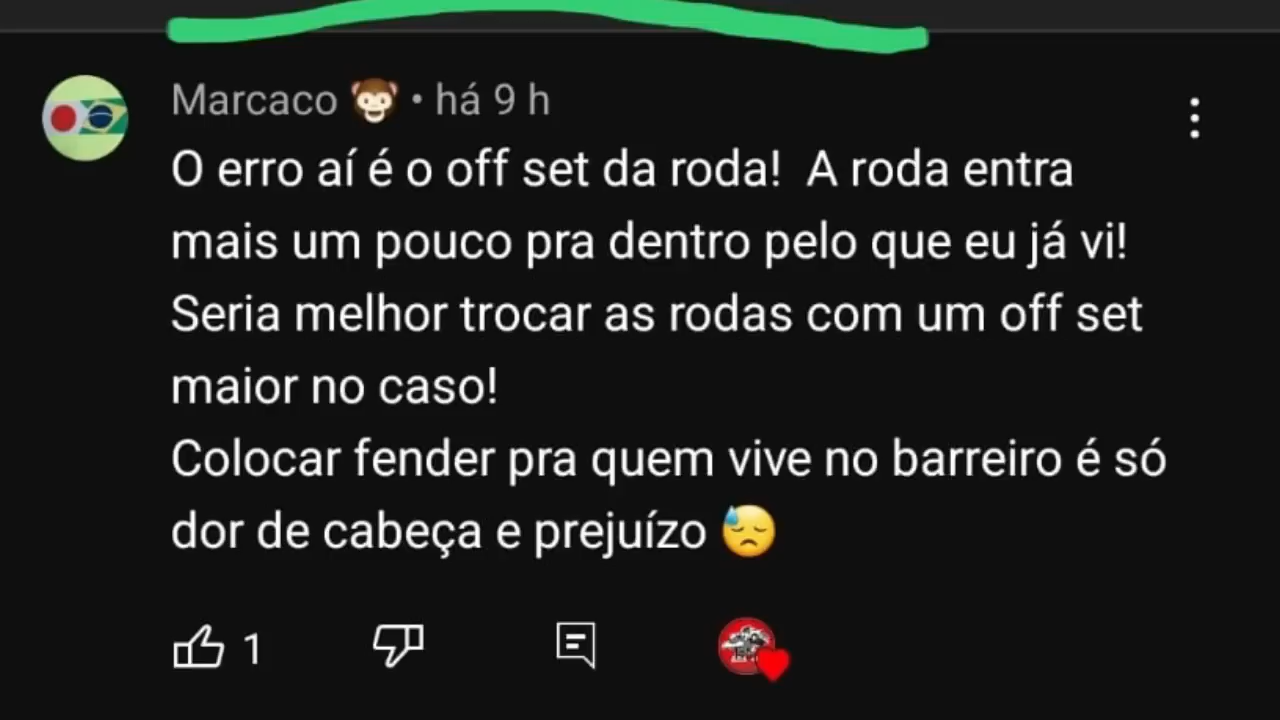 Marcaco 🐵 • há 9 h
O erro aí é o off set da roda!  A roda entra
mais um pouco pra dentro pelo que eu já vi!
Seria melhor trocar as rodas com um off set
maior no caso!
Colocar fender pra quem vive no barreiro é só
dor de cabeça e prejuízo 😓
1